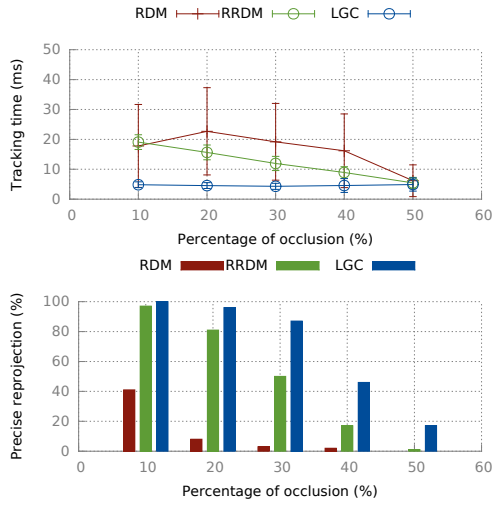 RDM RRDM LGC
50
40
30
20
10
0
Tracking time (ms)
0 10 20 30 40 50 60
Percentage of occlusion (%)
RDM RRDM LGC
100
80
60
40
20
0
Precise reprojection (%)
0 10 20 30 40 50 60
Percentage of occlusion (%)